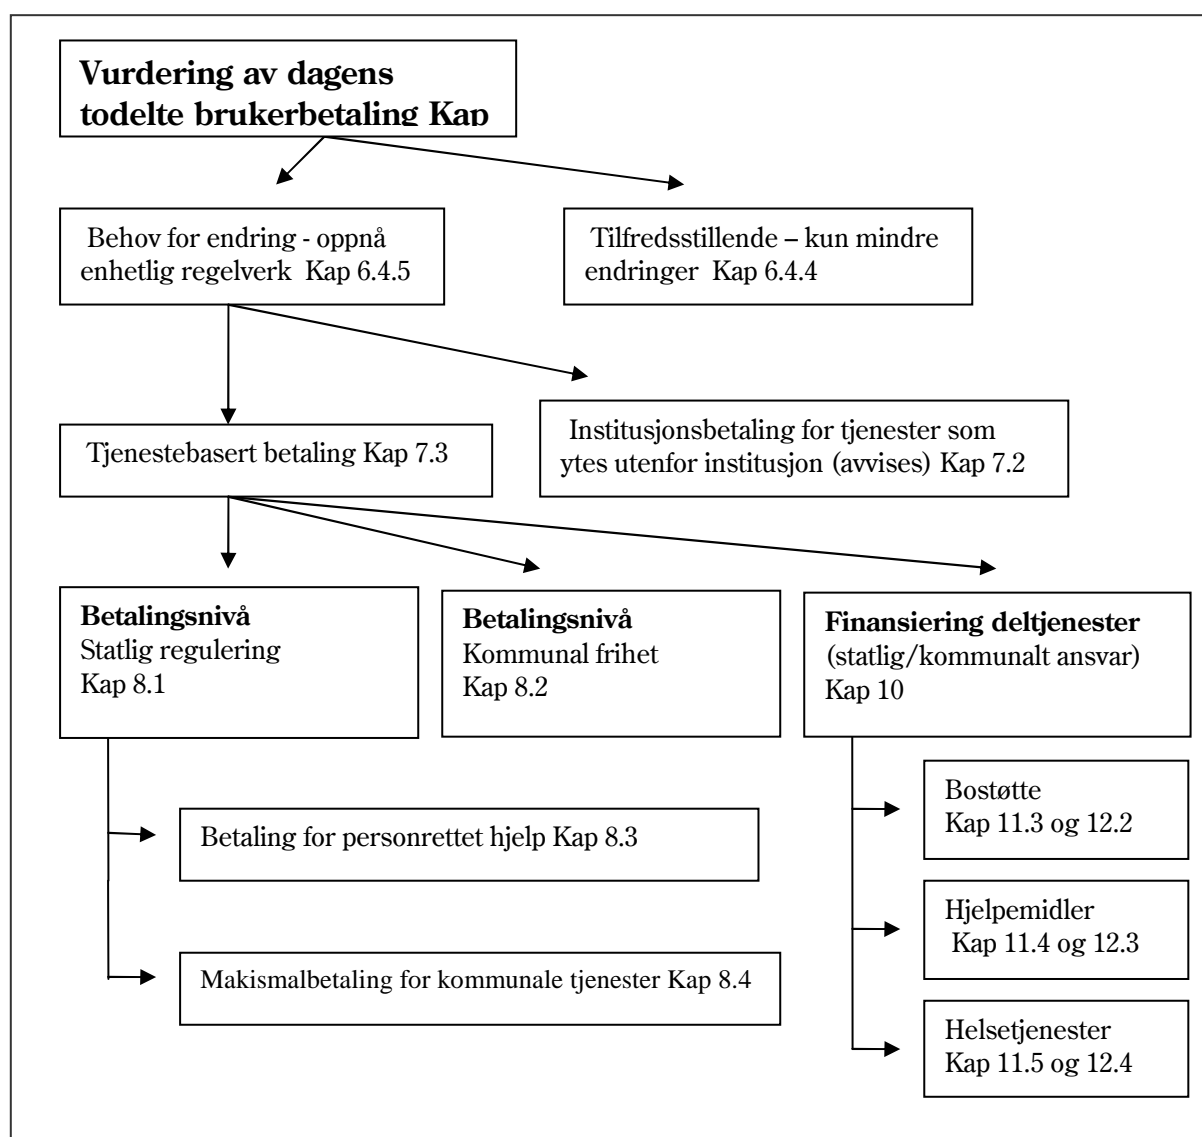 Vurdering av dagens
todelte brukerbetaling Kap
Behov for endring - oppnå
enhetlig regelverk Kap 6.4.5
Tilfredsstillende – kun mindre
endringer Kap 6.4.4
Tjenestebasert betaling Kap 7.3
Institusjonsbetaling for tjenester som
ytes utenfor institusjon (avvises) Kap 7.2
Betalingsnivå
Statlig regulering
Kap 8.1
Betalingsnivå
Kommunal frihet
Kap 8.2
Finansiering deltjenester
(statlig/kommunalt ansvar)
Kap 10
Betaling for personrettet hjelp Kap 8.3
Makismalbetaling for kommunale tjenester Kap 8.4
Bostøtte
Kap 11.3 og 12.2
Hjelpemidler
Kap 11.4 og 12.3
Helsetjenester
Kap 11.5 og 12.4